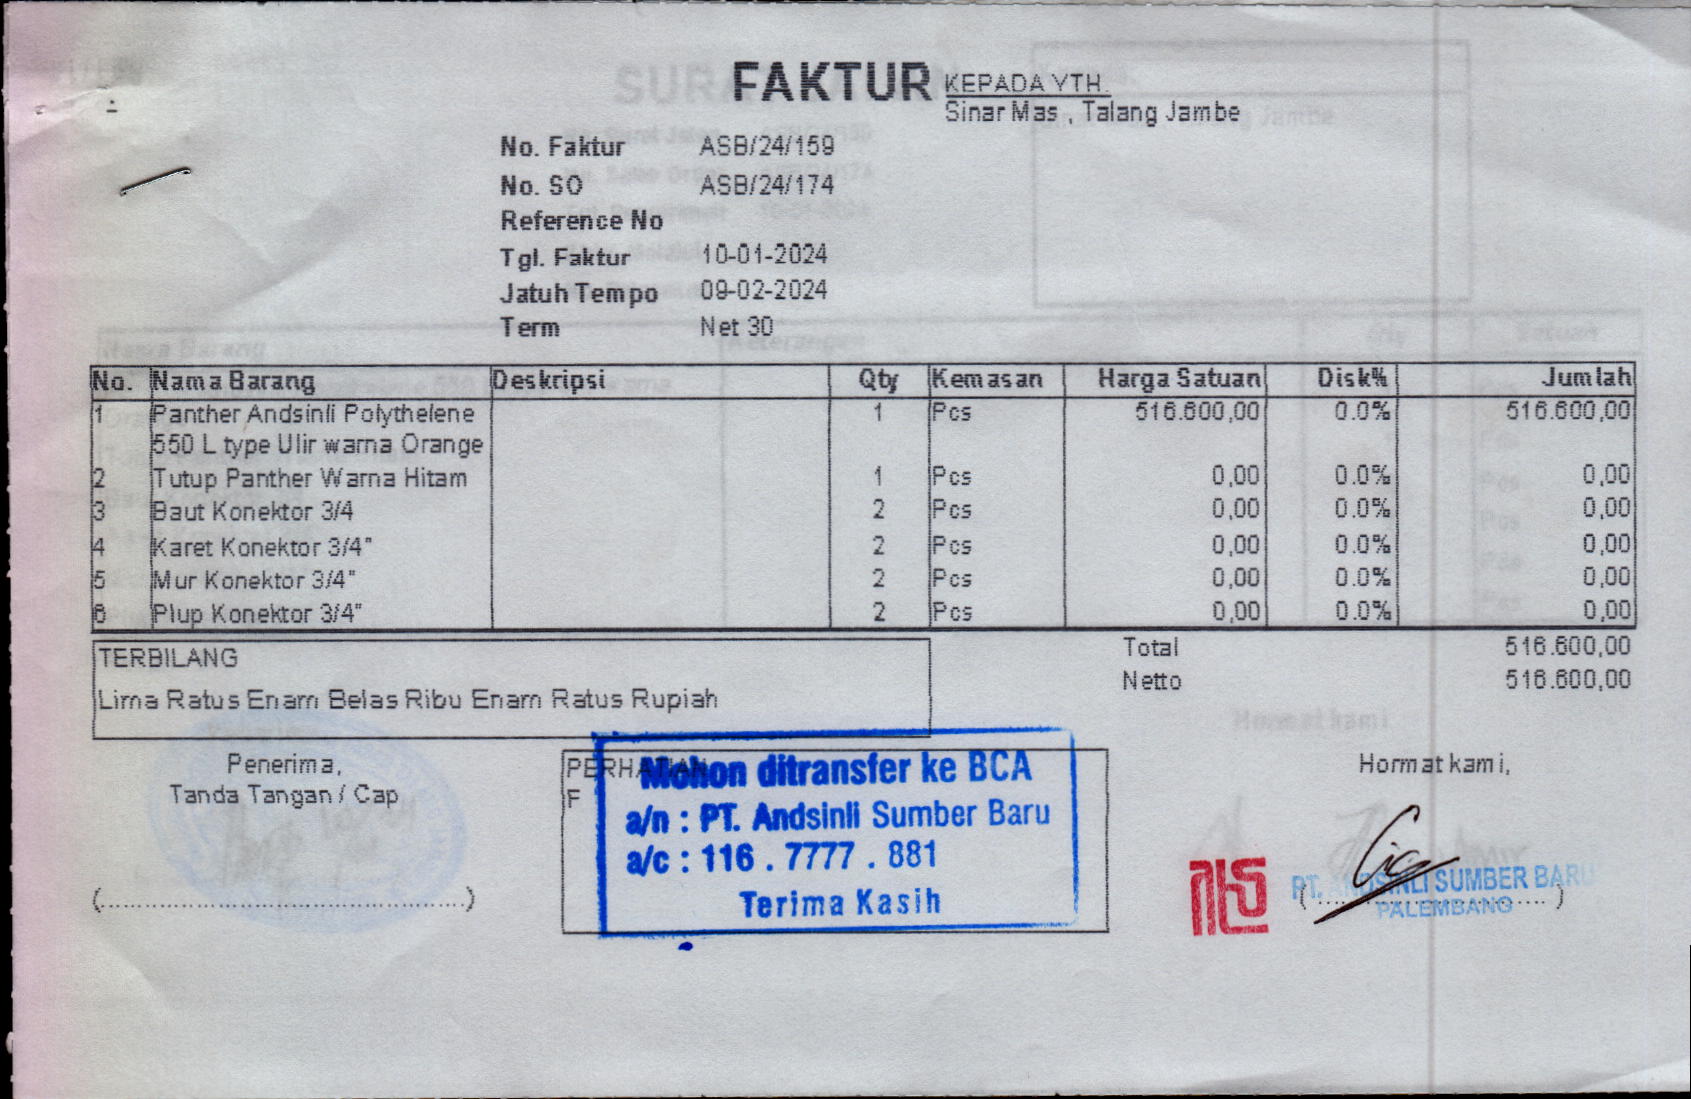 FAKTUR
KEPADA YTH.
Sinar Mas , Talang Jambe
No. Faktur ASB/24/159
No. SO ASB/24/174
Reference No
Tgl. Faktur 10-01-2024
Jatuh Tempo 09-02-2024
Term Net 30
No. Nama Barang Deskripsi Qty Kemasan Harga Satuan Disk% Jumlah
1 Panther Andsinli Polythelene 1 Pcs 516.600,00 0.0% 516.600,00
550 L type Ulir warna Orange
2 Tutup Panther Warna Hitam 1 Pcs 0,00 0.0% 0,00
3 Baut Konektor 3/4 2 Pcs 0,00 0.0% 0,00
4 Karet Konektor 3/4" 2 Pcs 0,00 0.0% 0,00
5 Mur Konektor 3/4" 2 Pcs 0,00 0.0% 0,00
6 Plup Konektor 3/4" 2 Pcs 0,00 0.0% 0,00
Total 516.600,00
Netto 516.600,00
TERBILANG
Lima Ratus Enam Belas Ribu Enam Ratus Rupiah
Penerima,
Tanda Tangan / Cap
(........................................................)
PERHATIAN
F
Mohon ditransfer ke BCA
a/n : PT. Andsinli Sumber Baru
a/c : 116 . 7777 . 881
Terima Kasih
Hormat kami,
PT. ANDSINLI SUMBER BARU
PALEMBANG